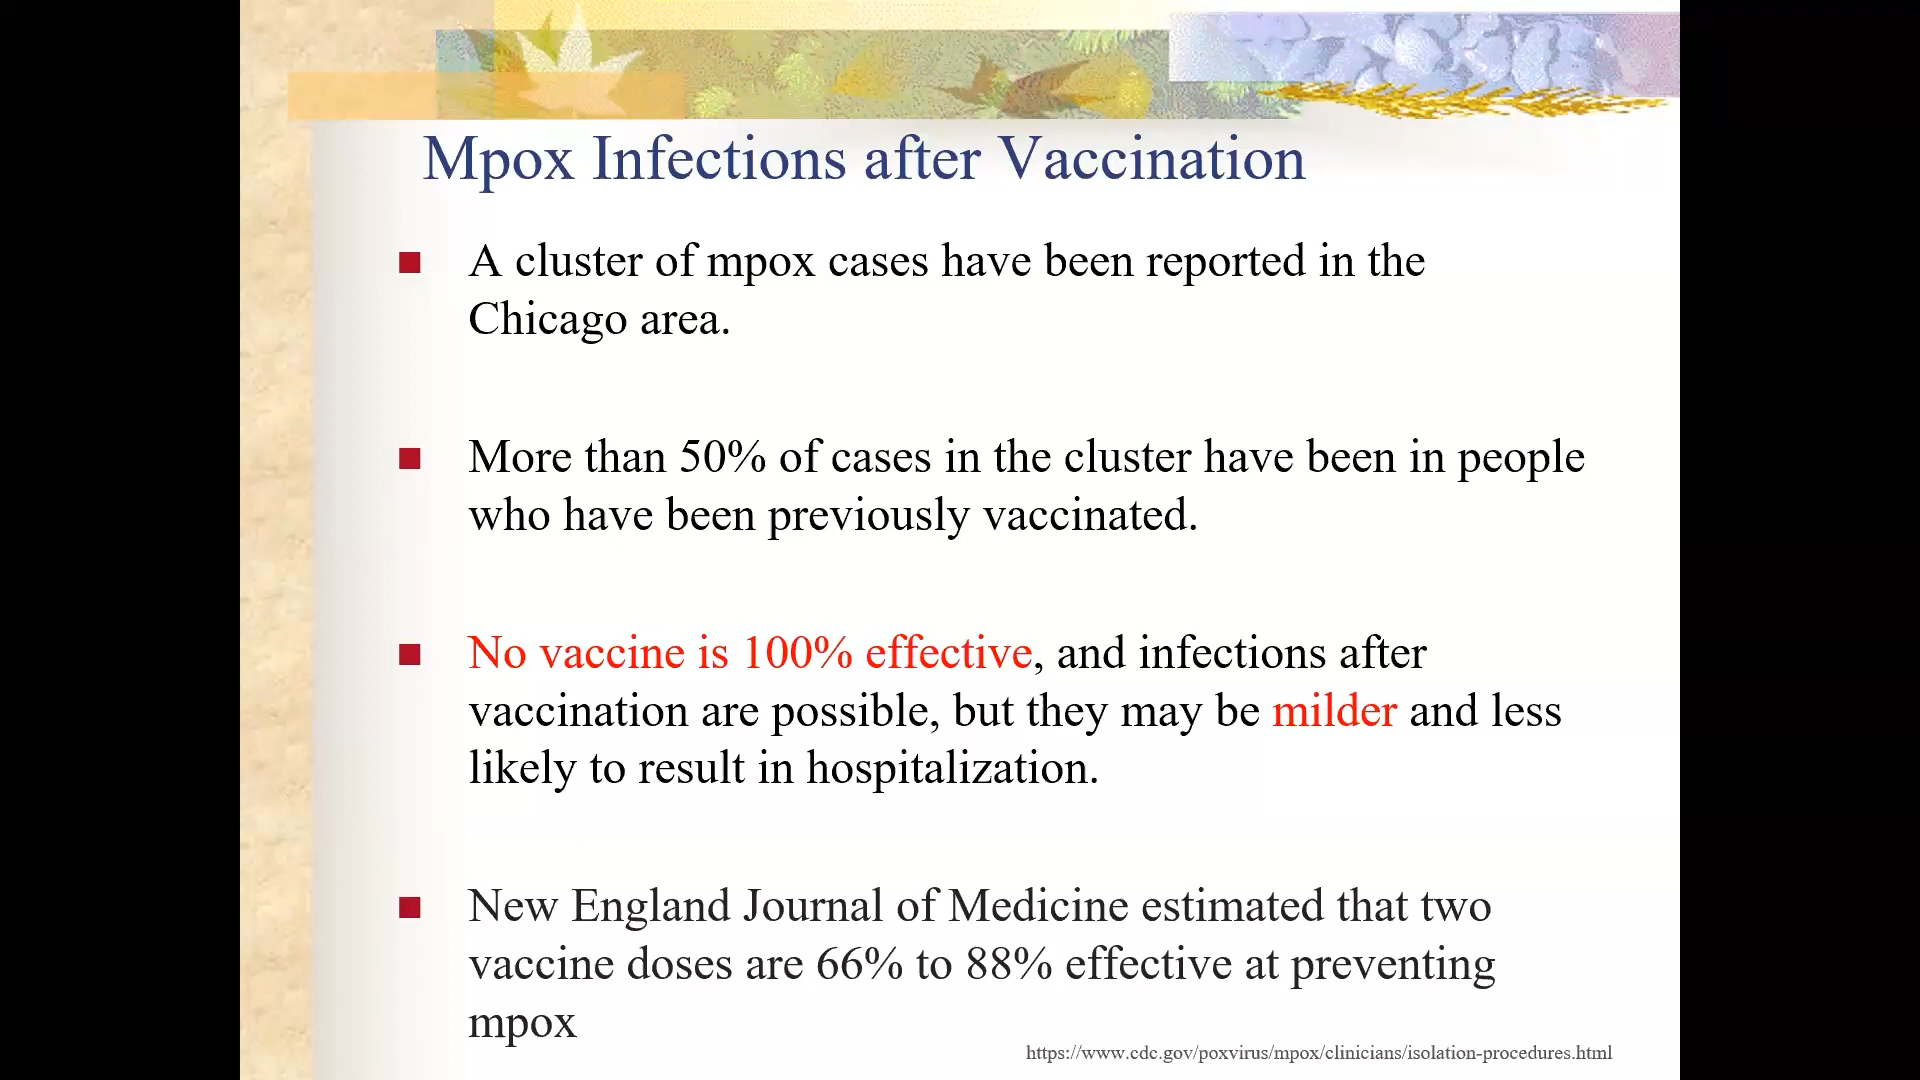 Mpox Infections after Vaccination
A cluster of mpox cases have been reported in the
Chicago area.
More than 50% of cases in the cluster have been in people
who have been previously vaccinated.
No vaccine is 100% effective, and infections after
vaccination are possible, but they may be milder and less
likely to result in hospitalization.
New England Journal of Medicine estimated that two
vaccine doses are 66% to 88% effective at preventing
mpox
https://www.cdc.gov/poxvirus/mpox/clinicians/isolation-procedures.html